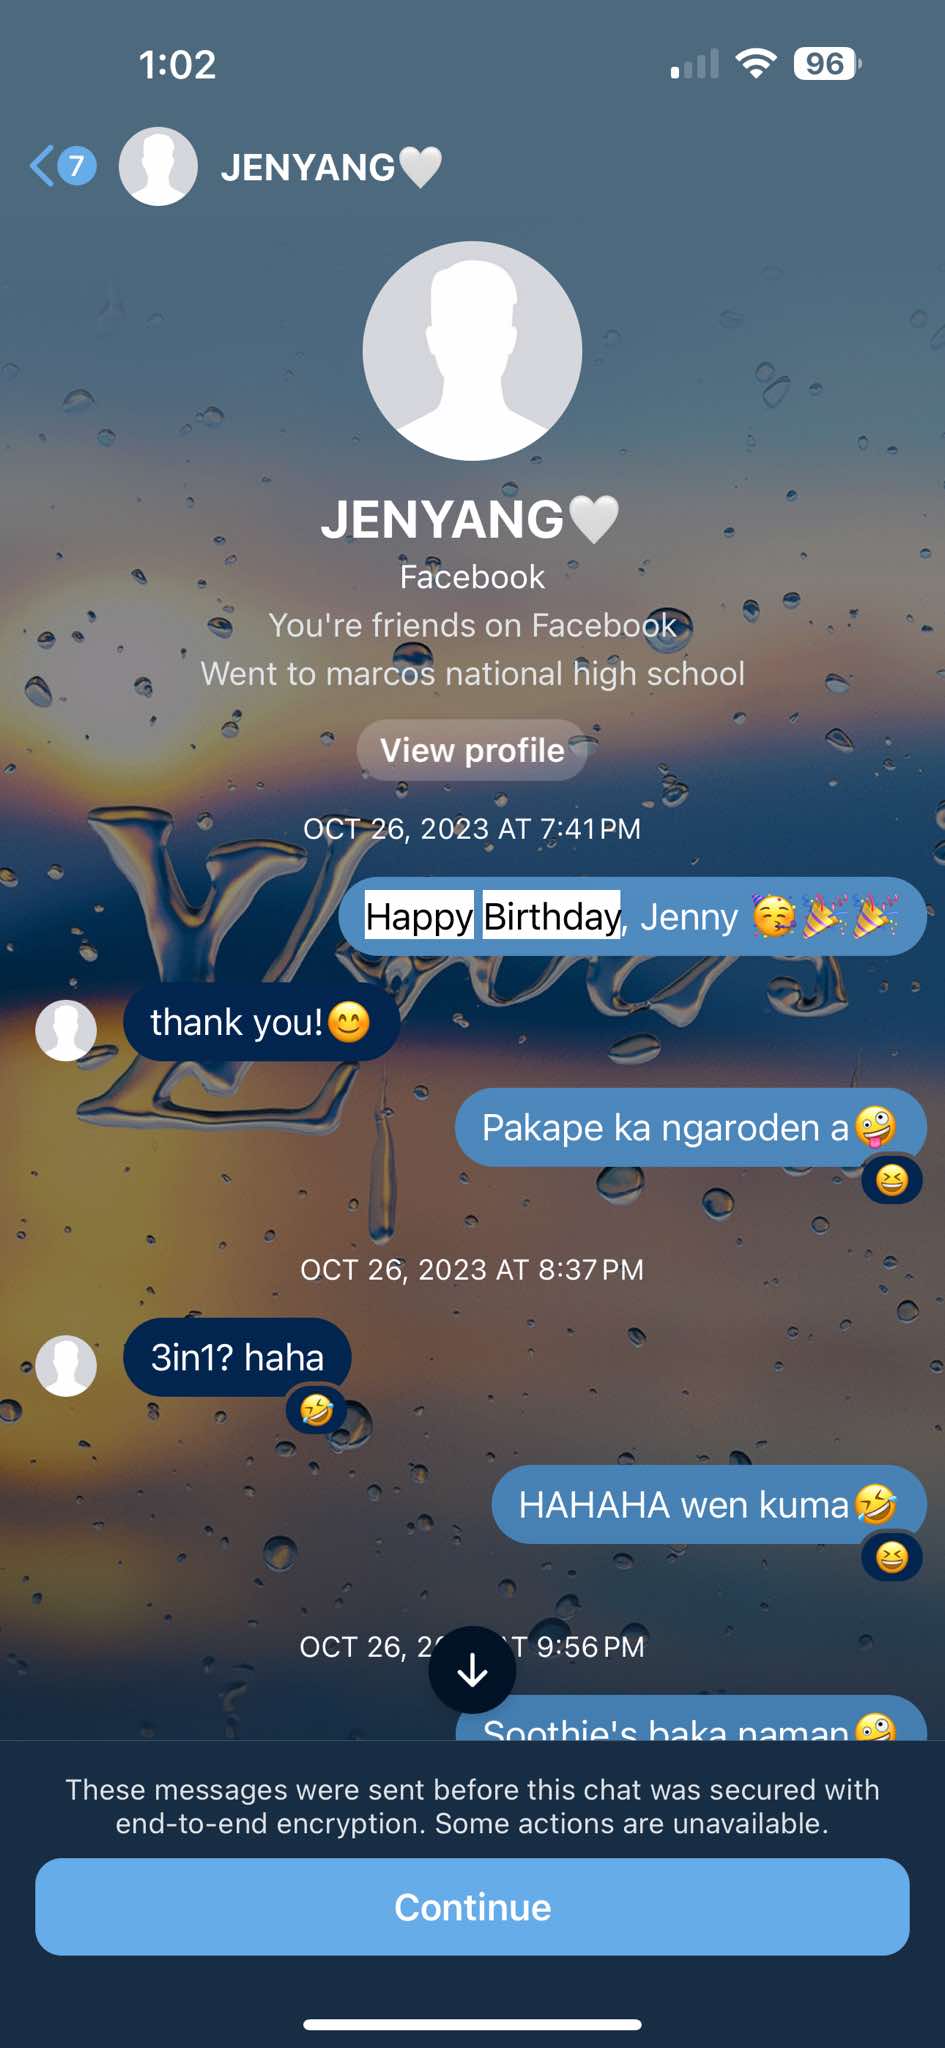 1:02
96
7
JENYANG🤍
JENYANG🤍
Facebook
You're friends on Facebook
Went to marcos national high school
View profile
OCT 26, 2023 AT 7:41 PM
Happy Birthday, Jenny 🥳🎉🎉
thank you!😊
Pakape ka ngaroden a🤪
😆
OCT 26, 2023 AT 8:37 PM
3in1? haha
🤣
HAHAHA wen kuma🤣
😆
OCT 26, 2 T 9:56 PM
Soothie's baka naman🤪
These messages were sent before this chat was secured with
end-to-end encryption. Some actions are unavailable.
Continue